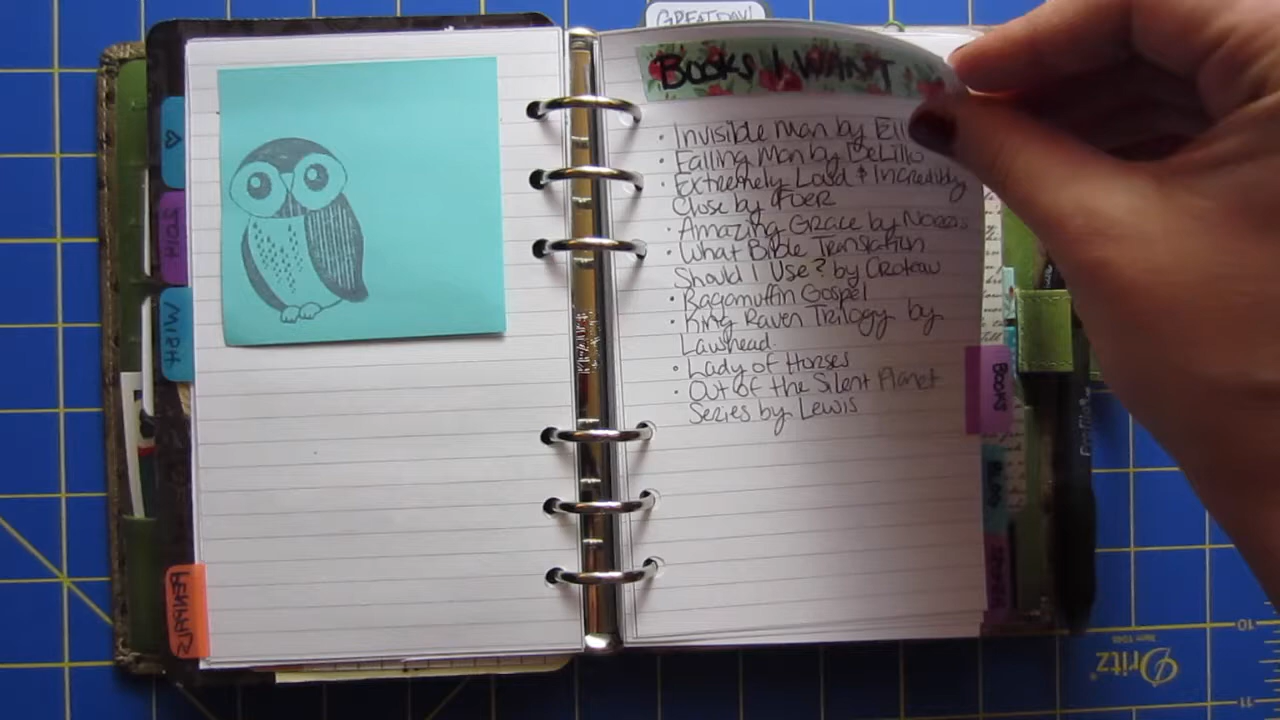 GREAT DAY!
BOOKS I WANT
• Invisible Man by Elli
• Falling Man by DeLillo
• Extremely Loud & Incredibly
Close by Foer
• Amazing Grace by Norris
• What Bible Translation
Should I Use? by Croteau
• Ragamuffin Gospel
• King Raven Trilogy by
Lawhead.
• Lady of Horses
• Out of the Silent Planet
Series by Lewis
BOOKS
Dritz
10
11